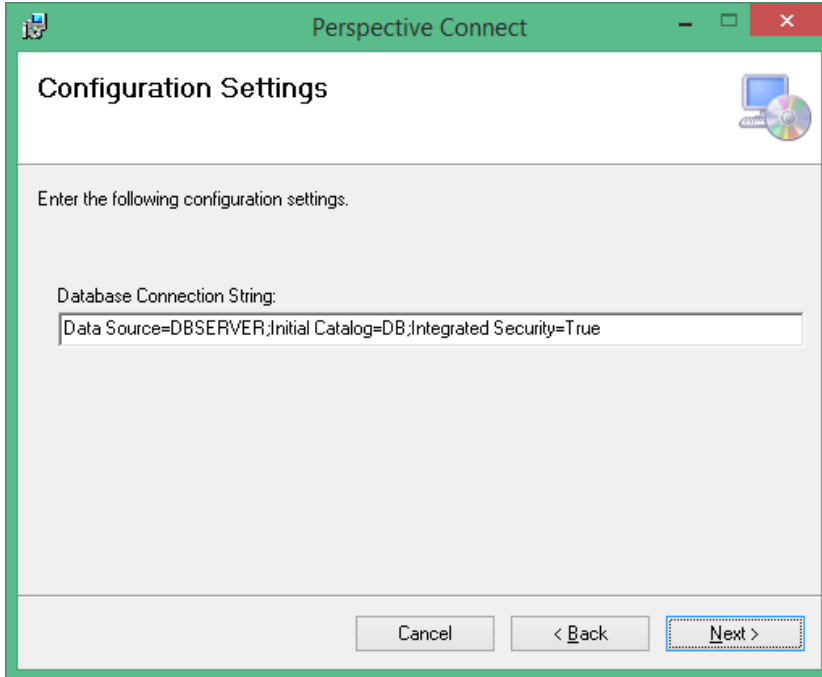 Perspective Connect
Configuration Settings
Enter the following configuration settings.
Database Connection String:
Data Source=DBSERVER;Initial Catalog=DB;Integrated Security=True
Cancel
< Back
Next >